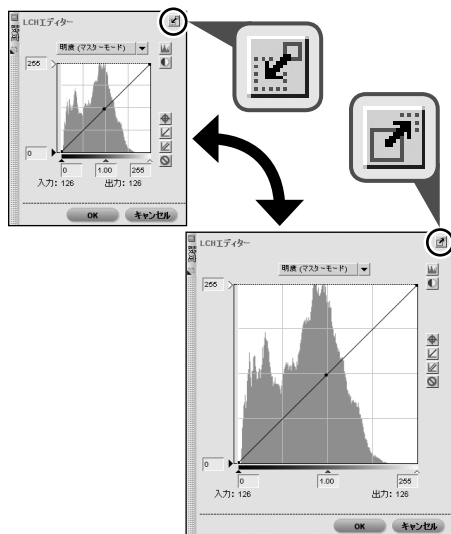 LCHエディター
明度 (マスターモード)
255
0
0 1.00 255
入力: 126 出力: 126
OK キャンセル
LCHエディター
明度 (マスターモード)
255
0
0 1.00 255
入力: 126 出力: 126
OK キャンセル